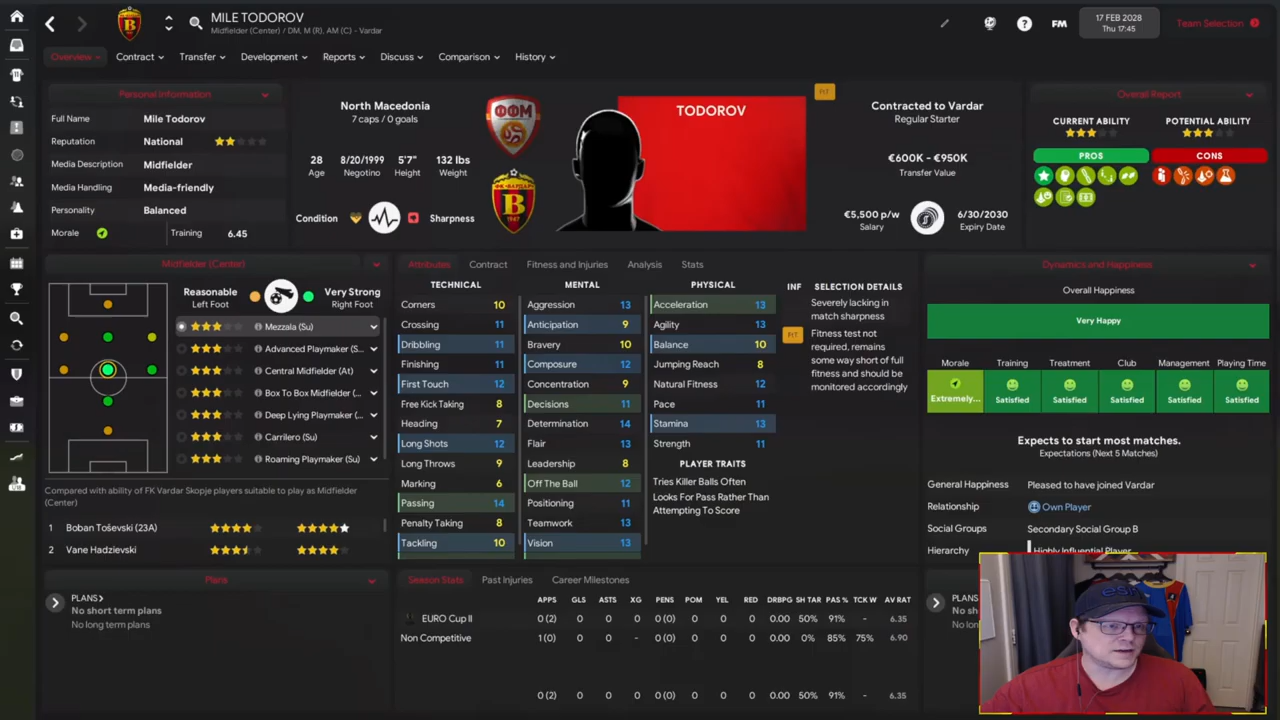 MILE TODOROV
Midfielder (Center) / DM, M (R), AM (C) - Vardar
FM
17 FEB 2028
Thu 17:45
Team Selection
Overview
Contract
Transfer
Development
Reports
Discuss
Comparison
History
Personal Information
Full Name Mile Todorov
Reputation National
Media Description Midfielder
Media Handling Media-friendly
Personality Balanced
Morale
Training 6.45
North Macedonia
7 caps / 0 goals
28 8/20/1999 5'7" 132 lbs
Age Negotino Height Weight
Condition
Sharpness
ФФМ
TODOROV
FIT
Contracted to Vardar
Regular Starter
€600K - €950K
Transfer Value
€5,500 p/w
Salary
6/30/2030
Expiry Date
Overall Report
CURRENT ABILITY
POTENTIAL ABILITY
PROS
CONS
Midfielder (Center)
Reasonable
Left Foot
Very Strong
Right Foot
Mezzala (Su)
Advanced Playmaker (S...
Central Midfielder (At)
Box To Box Midfielder (...
Deep Lying Playmaker (...
Carrilero (Su)
Roaming Playmaker (Su)
Compared with ability of FK Vardar Skopje players suitable to play as Midfielder
(Center)
1 Boban Toševski (23A)
2 Vane Hadzievski
Attributes
Contract
Fitness and Injuries
Analysis
Stats
TECHNICAL
Corners 10
Crossing 11
Dribbling 11
Finishing 11
First Touch 12
Free Kick Taking 8
Heading 7
Long Shots 12
Long Throws 9
Marking 6
Passing 14
Penalty Taking 8
Tackling 10
MENTAL
Aggression 13
Anticipation 9
Bravery 10
Composure 12
Concentration 9
Decisions 11
Determination 14
Flair 13
Leadership 8
Off The Ball 12
Positioning 11
Teamwork 13
Vision 13
PHYSICAL
Acceleration 13
Agility 13
Balance 10
Jumping Reach 8
Natural Fitness 12
Pace 11
Stamina 13
Strength 11
PLAYER TRAITS
Tries Killer Balls Often
Looks For Pass Rather Than
Attempting To Score
INF
SELECTION DETAILS
Severely lacking in
match sharpness
FIT
Fitness test not
required, remains
some way short of full
fitness and should be
monitored accordingly
Dynamics and Happiness
Overall Happiness
Very Happy
Morale Training Treatment Club Management Playing Time
Extremely... Satisfied Satisfied Satisfied Satisfied Satisfied
Expects to start most matches.
Expectations (Next 5 Matches)
General Happiness Pleased to have joined Vardar
Relationship Own Player
Social Groups Secondary Social Group B
Hierarchy Highly Influential Player
Plans
PLANS
No short term plans
No long term plans
Season Stats
Past Injuries
Career Milestones
APPS GLS ASTS XG PENS POM YEL RED DRBPG SH TAR PAS % TCK W AV RAT
EURO Cup II 0 (2) 0 0 0 0 (0) 0 0 0 0.00 50% 91% - 6.35
Non Competitive 1 (0) 0 0 - 0 (0) 0 0 0 0.00 0% 85% 75% 6.90
0 (2) 0 0 0 0 (0) 0 0 0 0.00 50% 91% - 6.35
PLANS
No sh
No lon